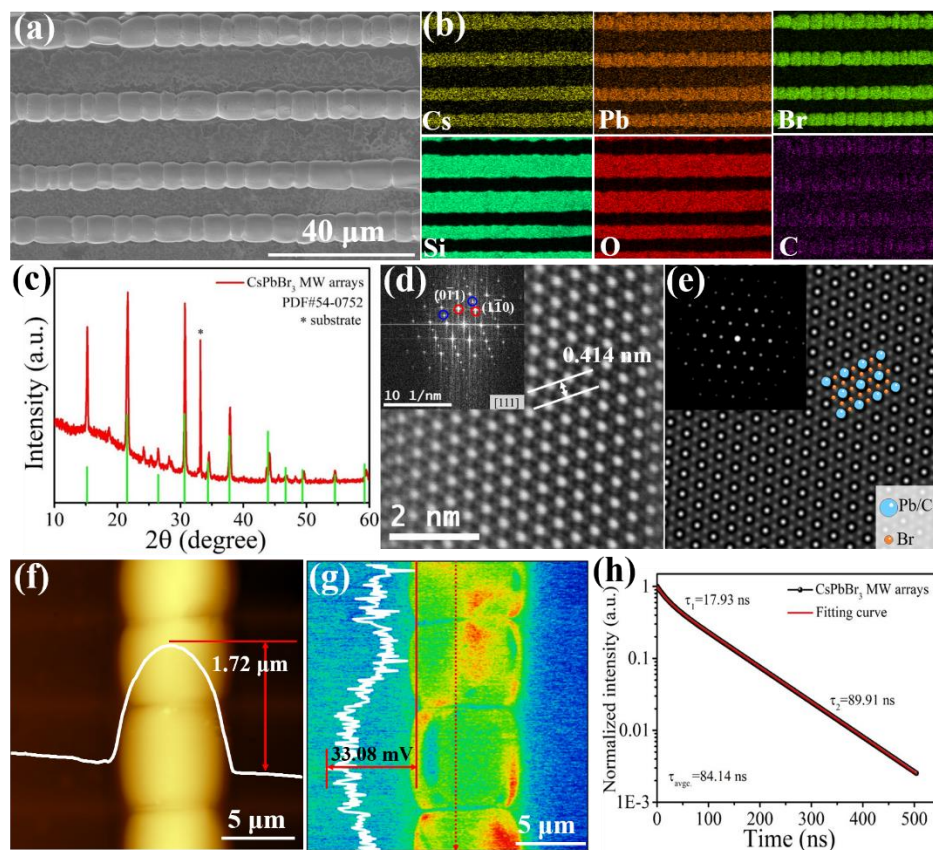 (a)
40 μm
(b)
Cs
Pb
Br
Si
O
C
(c)
CsPbBr₃ MW arrays
PDF#54-0752
* substrate
*
Intensity (a.u.)
10 20 30 40 50 60
2θ (degree)
(d)
(01̄1)
(11̄0)
0.414 nm
10 1/nm
[111]
2 nm
(e)
Pb/C
Br
(f)
1.72 μm
5 μm
(g)
33.08 mV
5 μm
(h)
CsPbBr₃ MW arrays
Fitting curve
τ₁=17.93 ns
τ₂=89.91 ns
τavge.=84.14 ns
Normalized intensity (a.u.)
1
0.1
0.01
1E-3
0 100 200 300 400 500
Time (ns)